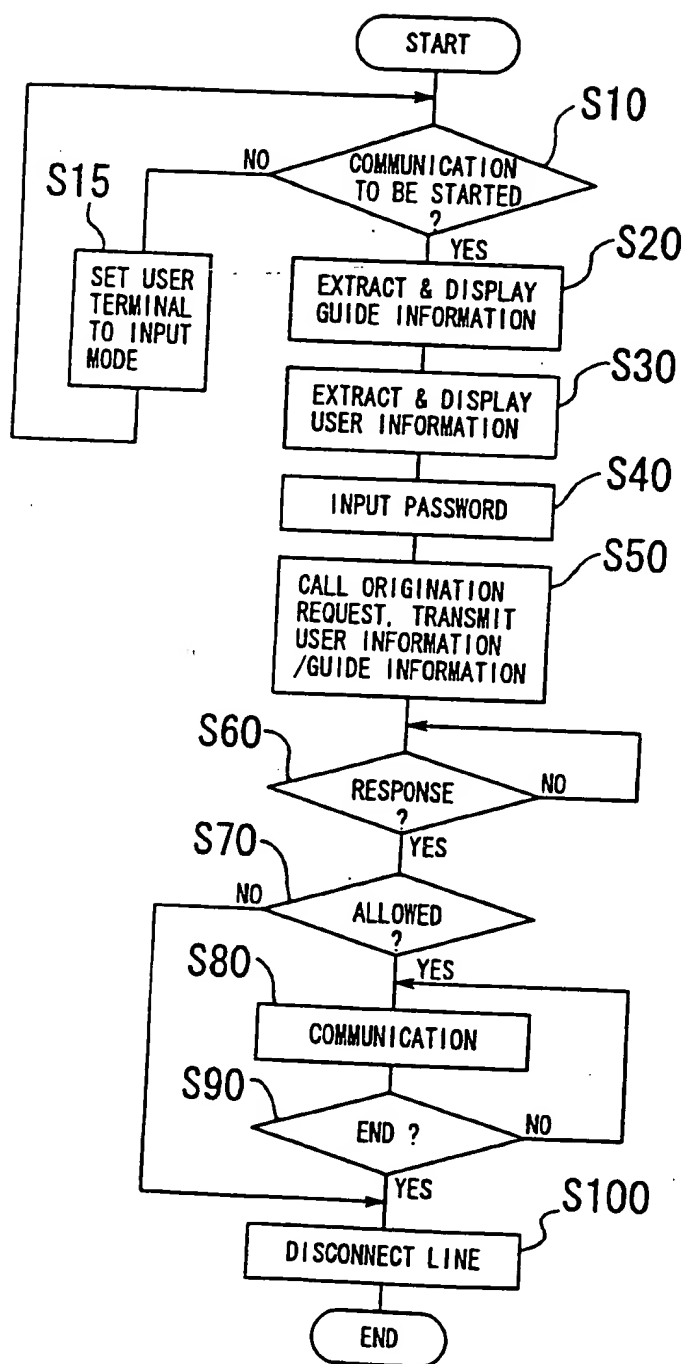 START
S10
COMMUNICATION
TO BE STARTED
?
NO
YES
S15
SET USER
TERMINAL
TO INPUT
MODE
S20
EXTRACT & DISPLAY
GUIDE INFORMATION
S30
EXTRACT & DISPLAY
USER INFORMATION
S40
INPUT PASSWORD
S50
CALL ORIGINATION
REQUEST, TRANSMIT
USER INFORMATION
/GUIDE INFORMATION
S60
RESPONSE
?
NO
YES
S70
NO
ALLOWED
?
YES
S80
COMMUNICATION
S90
END ?
NO
YES
S100
DISCONNECT LINE
END